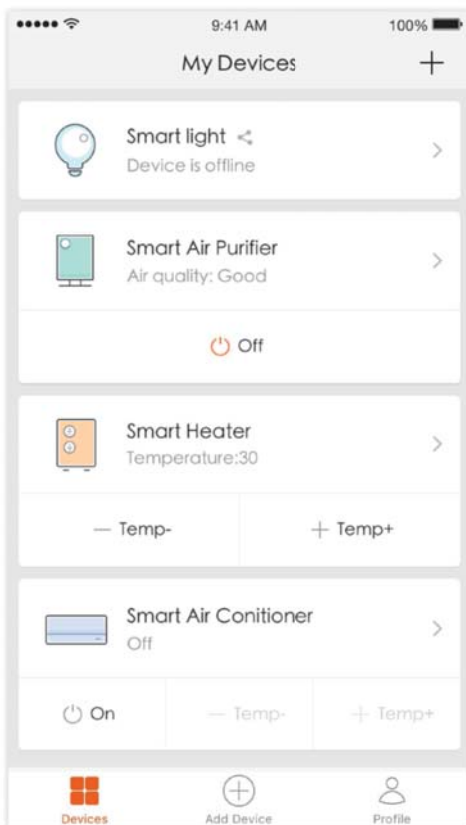 9:41 AM 100%
My Devices
Smart light
Device is offline
Smart Air Purifier
Air quality: Good
Off
Smart Heater
Temperature:30
Temp- Temp+
Smart Air Conitioner
Off
On Temp- Temp+
Devices Add Device Profile